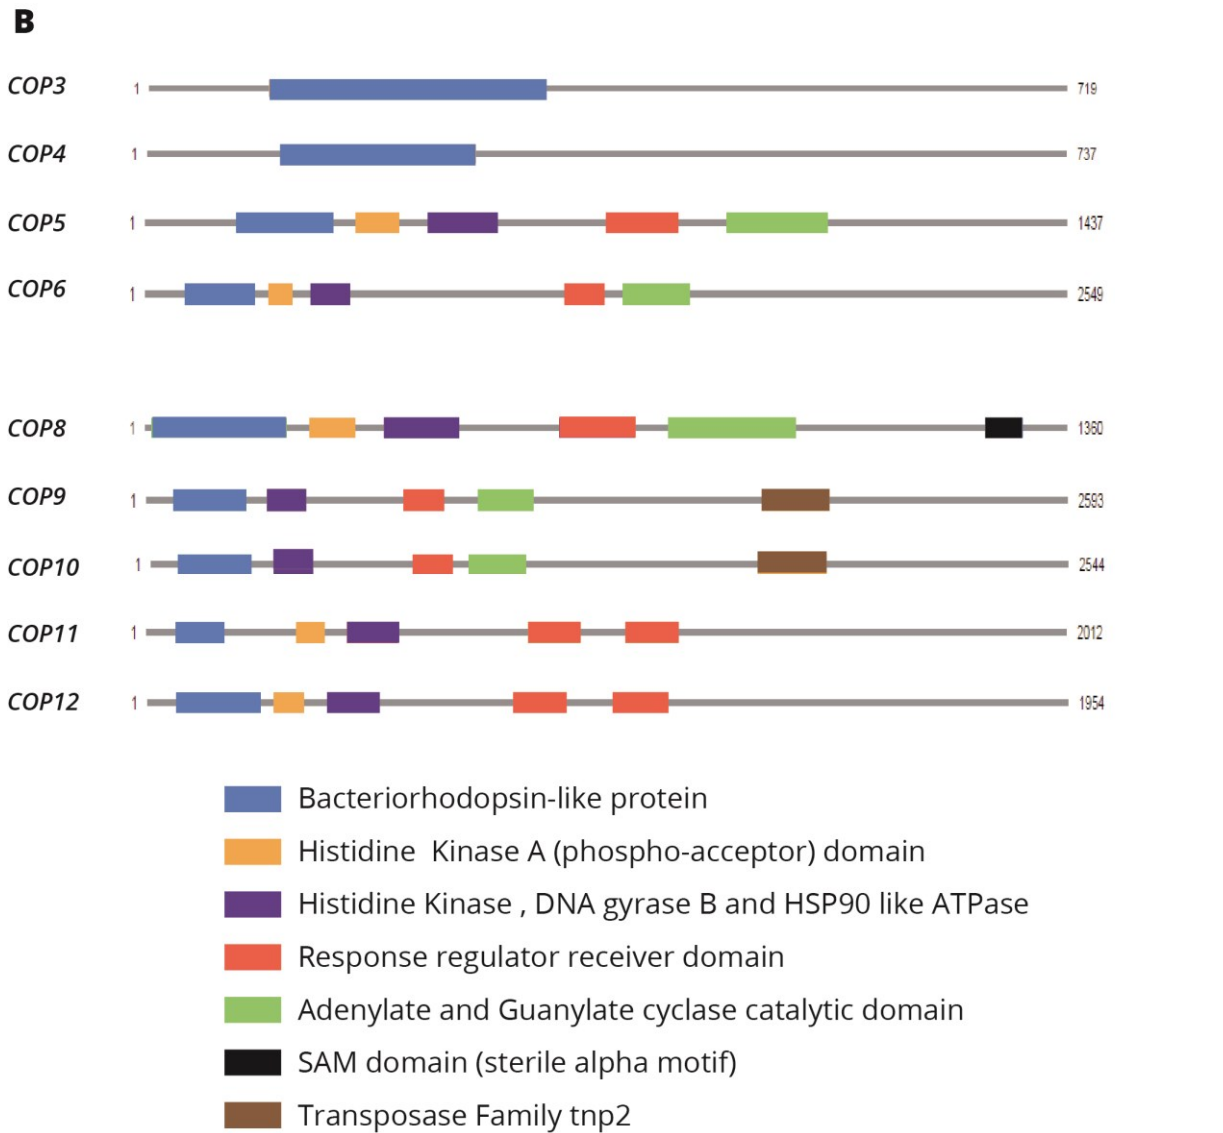 B
COP3 1 719
COP4 1 737
COP5 1 1437
COP6 1 2549
COP8 1 1360
COP9 1 2593
COP10 1 2544
COP11 1 2012
COP12 1 1954
Bacteriorhodopsin-like protein
Histidine Kinase A (phospho-acceptor) domain
Histidine Kinase , DNA gyrase B and HSP90 like ATPase
Response regulator receiver domain
Adenylate and Guanylate cyclase catalytic domain
SAM domain (sterile alpha motif)
Transposase Family tnp2